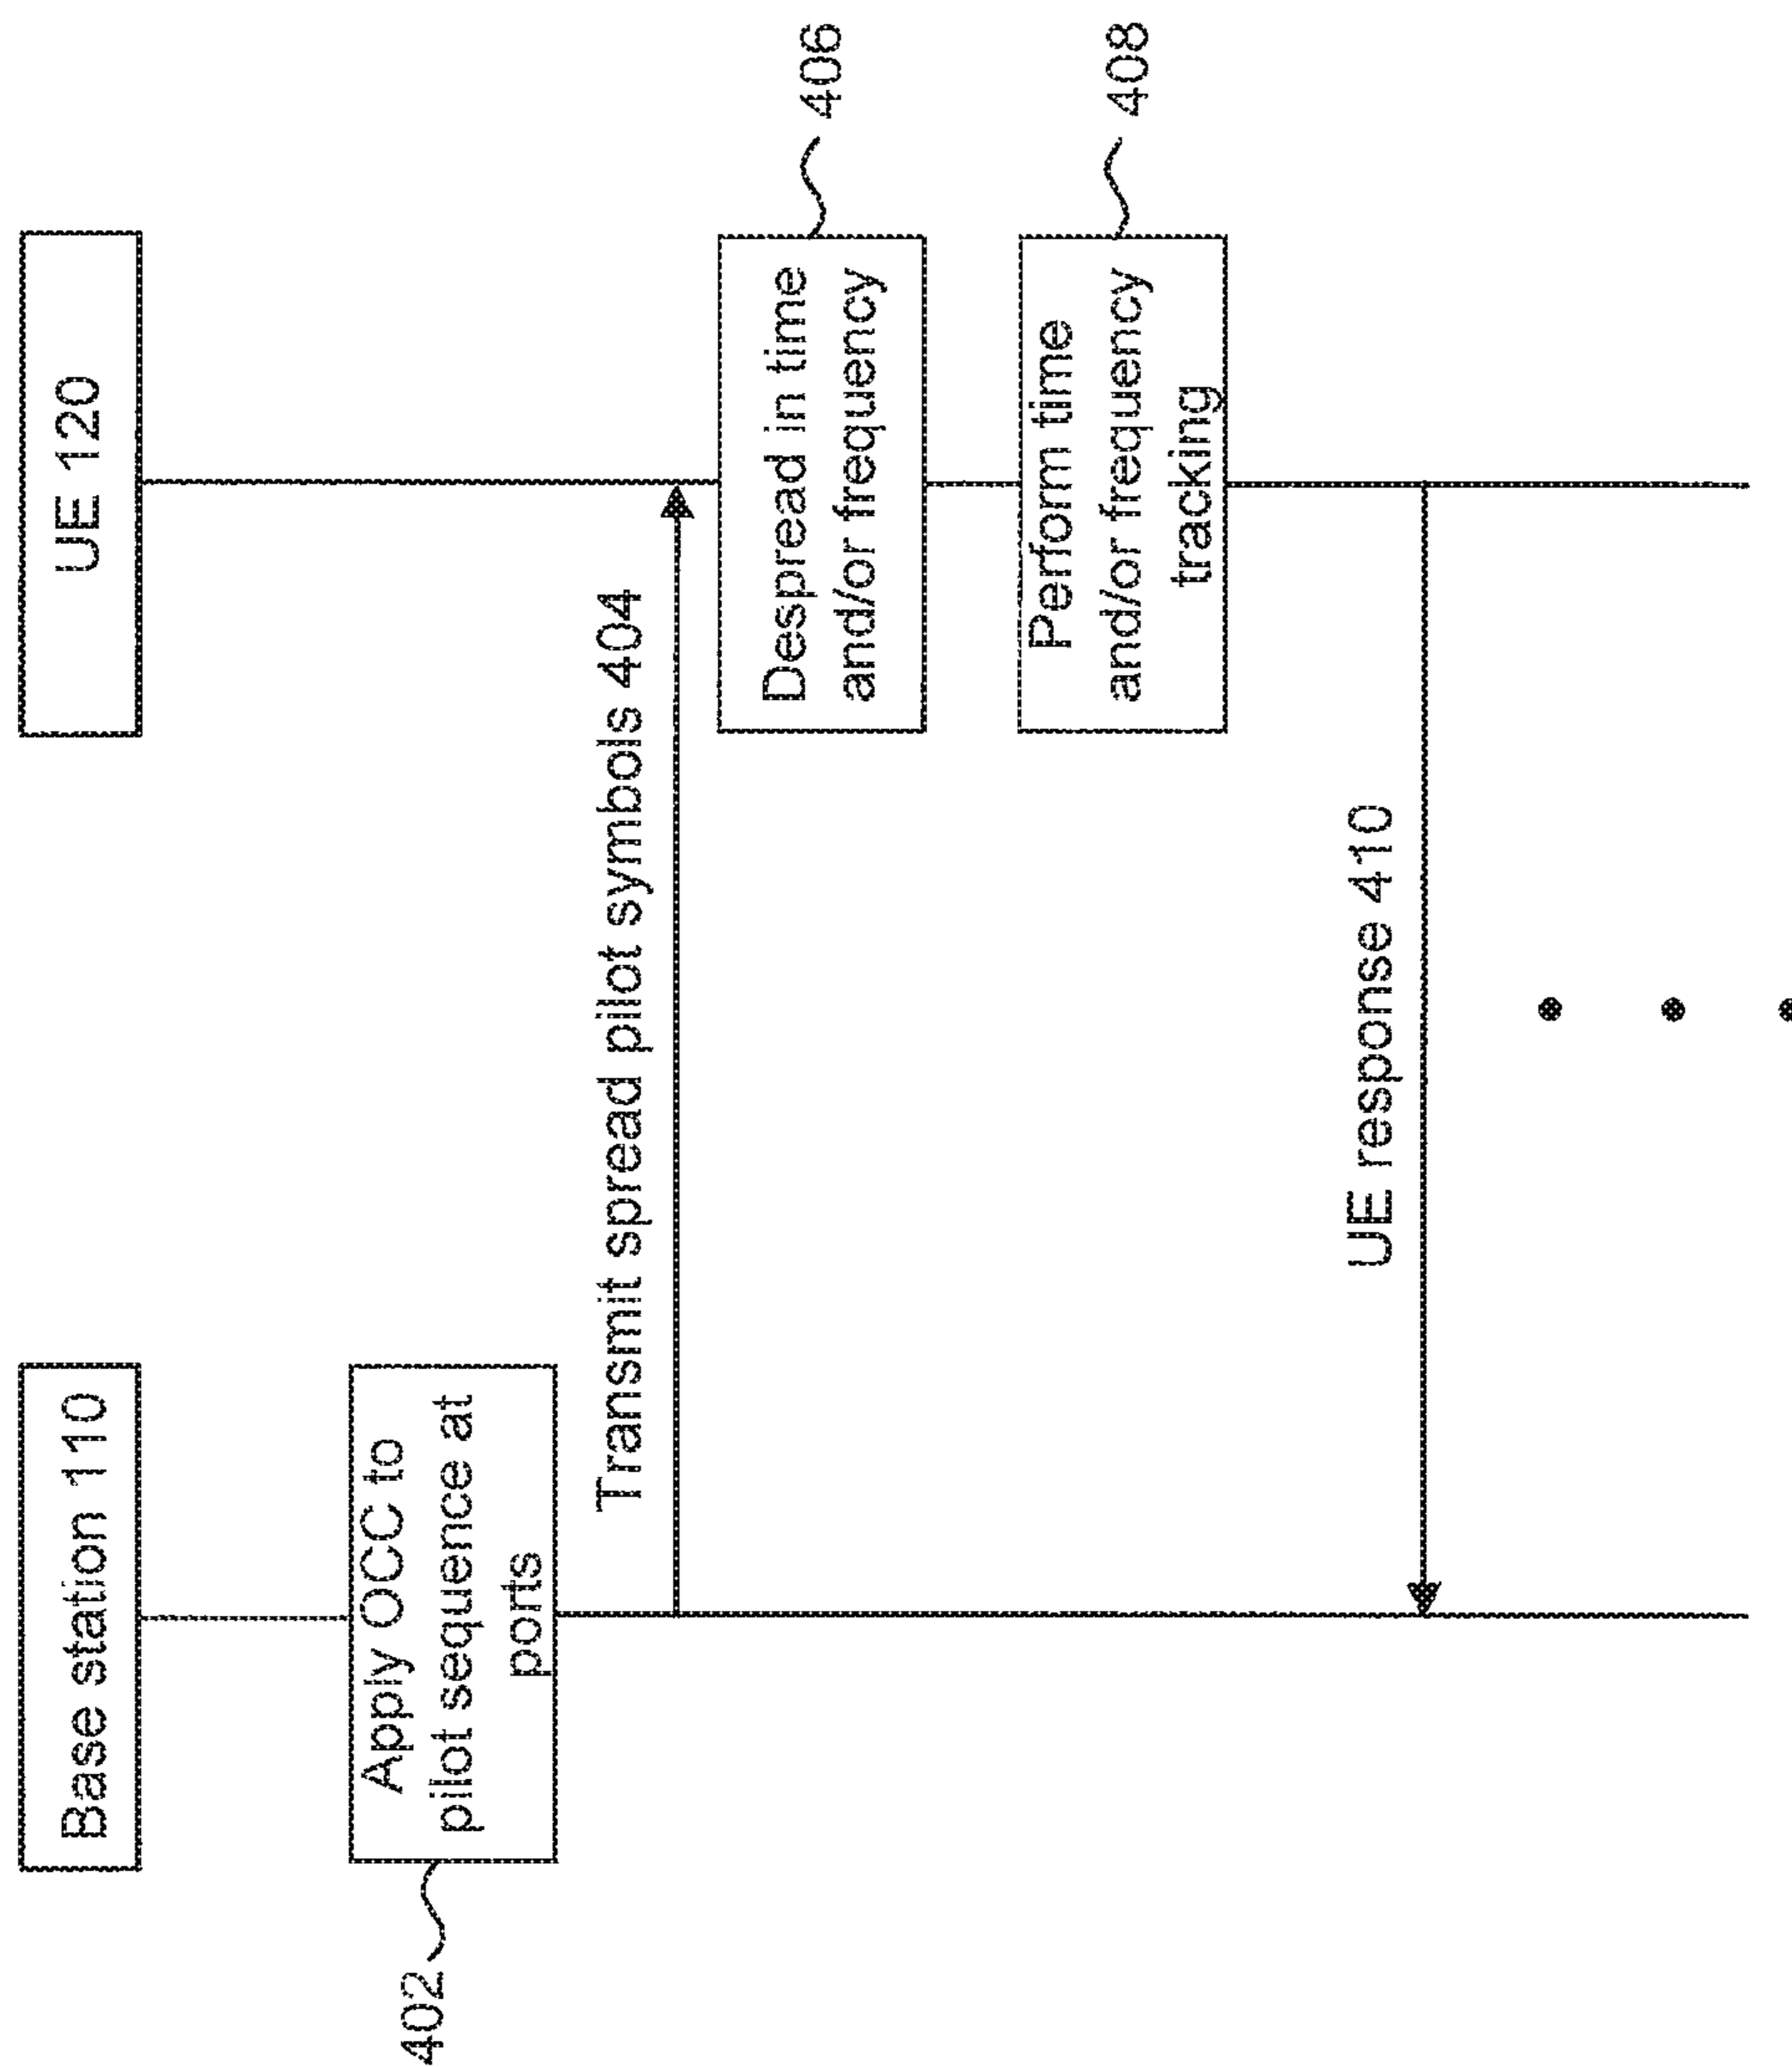 Base station 110
UE 120
402
Apply OCC to
pilot sequence at
ports
Transmit spread pilot symbols 404
Despread in time
and/or frequency
406
Perform time
and/or frequency
tracking
408
UE response 410